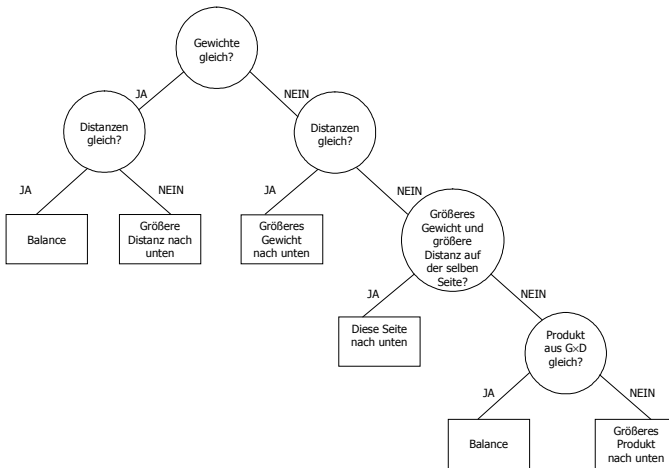 Gewichte
gleich?
JA
NEIN
Distanzen
gleich?
Distanzen
gleich?
JA
NEIN
JA
NEIN
Balance
Größere
Distanz nach
unten
Größeres
Gewicht
nach unten
Größeres
Gewicht und
größere
Distanz auf
der selben
Seite?
JA
NEIN
Diese Seite
nach unten
Produkt
aus G×D
gleich?
JA
NEIN
Balance
Größeres
Produkt
nach unten